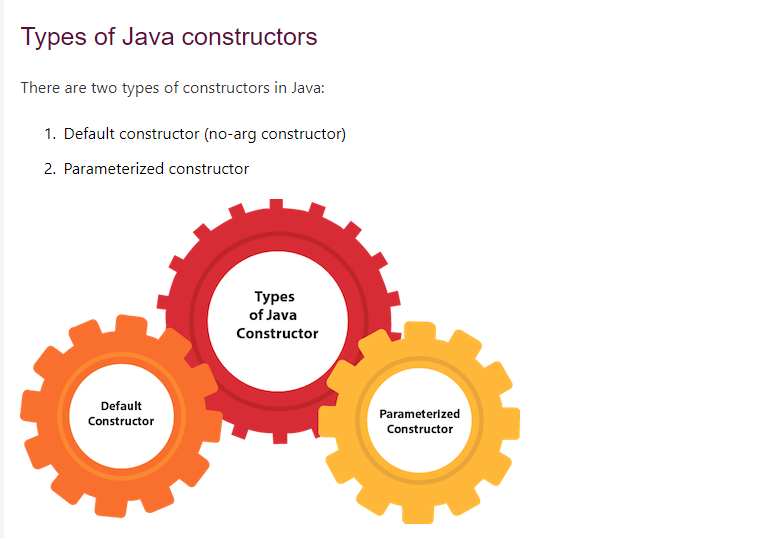 Types of Java constructors
There are two types of constructors in Java:
1. Default constructor (no-arg constructor)
2. Parameterized constructor
Types
of Java
Constructor
Default
Constructor
Parameterized
Constructor